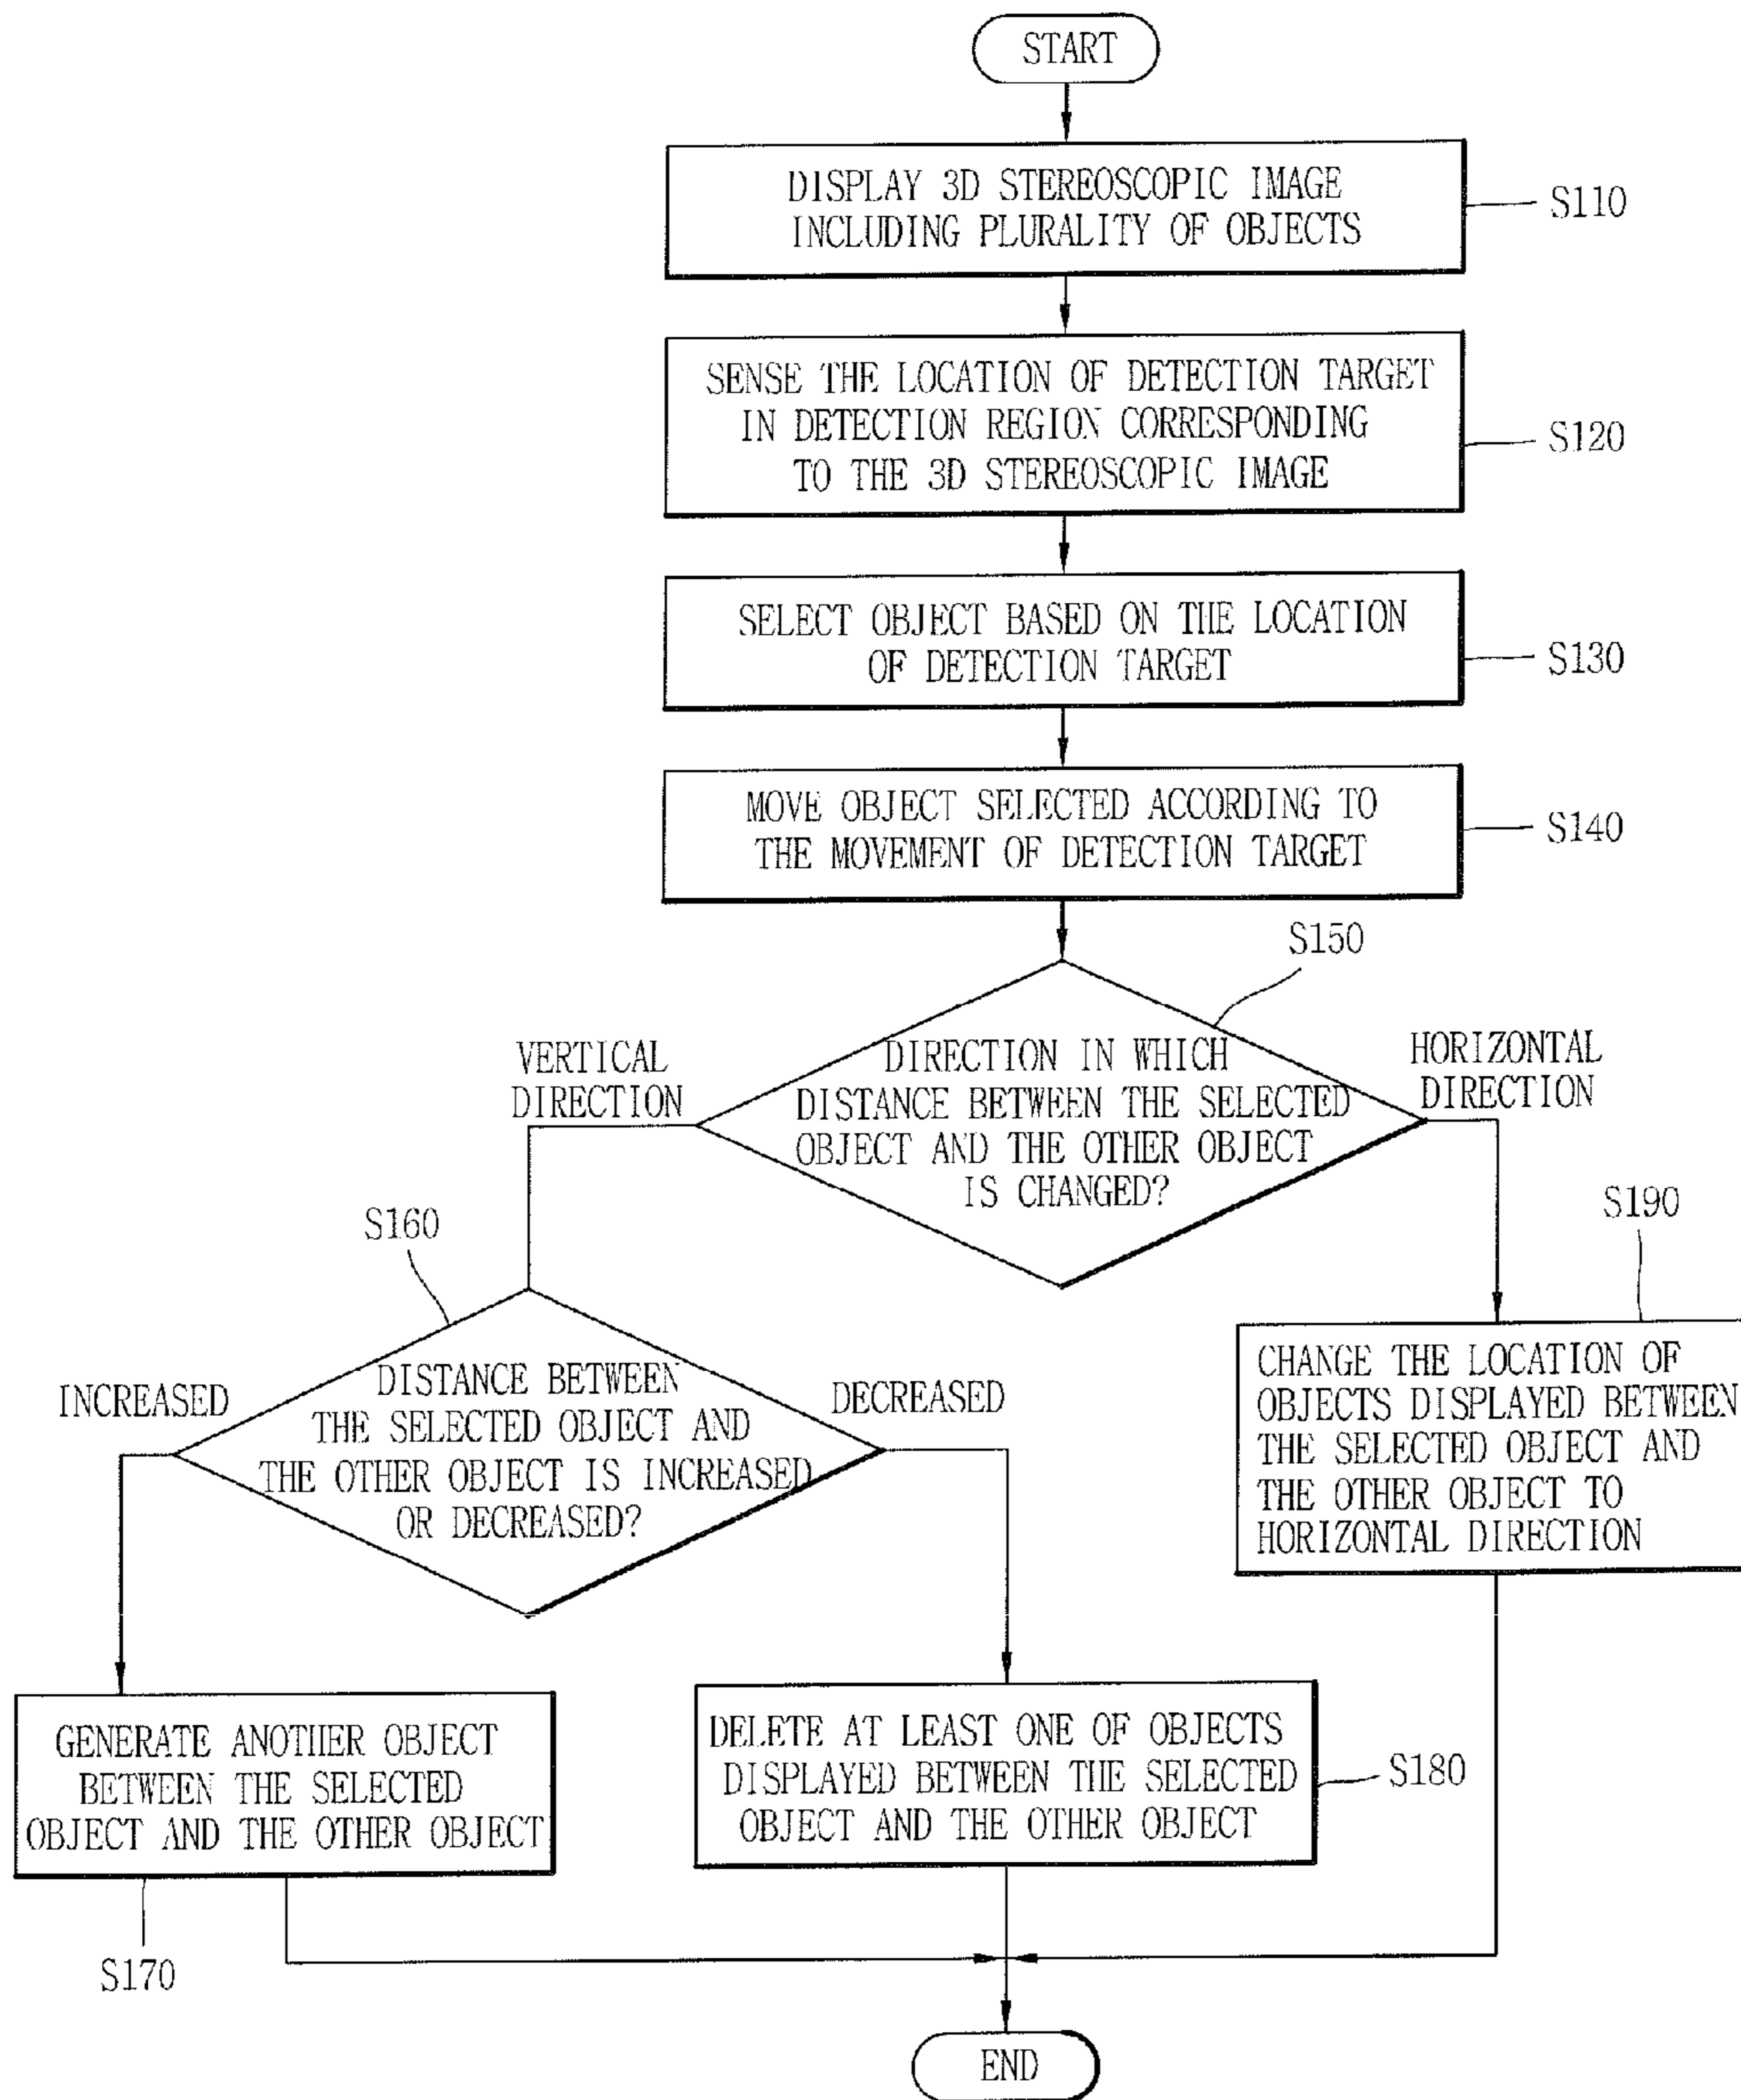 START
DISPLAY 3D STEREOSCOPIC IMAGE
INCLUDING PLURALITY OF OBJECTS
S110
SENSE THE LOCATION OF DETECTION TARGET
IN DETECTION REGION CORRESPONDING
TO THE 3D STEREOSCOPIC IMAGE
S120
SELECT OBJECT BASED ON THE LOCATION
OF DETECTION TARGET
S130
MOVE OBJECT SELECTED ACCORDING TO
THE MOVEMENT OF DETECTION TARGET
S140
S150
DIRECTION IN WHICH
DISTANCE BETWEEN THE SELECTED
OBJECT AND THE OTHER OBJECT
IS CHANGED?
VERTICAL
DIRECTION
HORIZONTAL
DIRECTION
S160
DISTANCE BETWEEN
THE SELECTED OBJECT AND
THE OTHER OBJECT IS INCREASED
OR DECREASED?
INCREASED
DECREASED
S190
CHANGE THE LOCATION OF
OBJECTS DISPLAYED BETWEEN
THE SELECTED OBJECT AND
THE OTHER OBJECT TO
HORIZONTAL DIRECTION
GENERATE ANOTHER OBJECT
BETWEEN THE SELECTED
OBJECT AND THE OTHER OBJECT
S170
DELETE AT LEAST ONE OF OBJECTS
DISPLAYED BETWEEN THE SELECTED
OBJECT AND THE OTHER OBJECT
S180
END